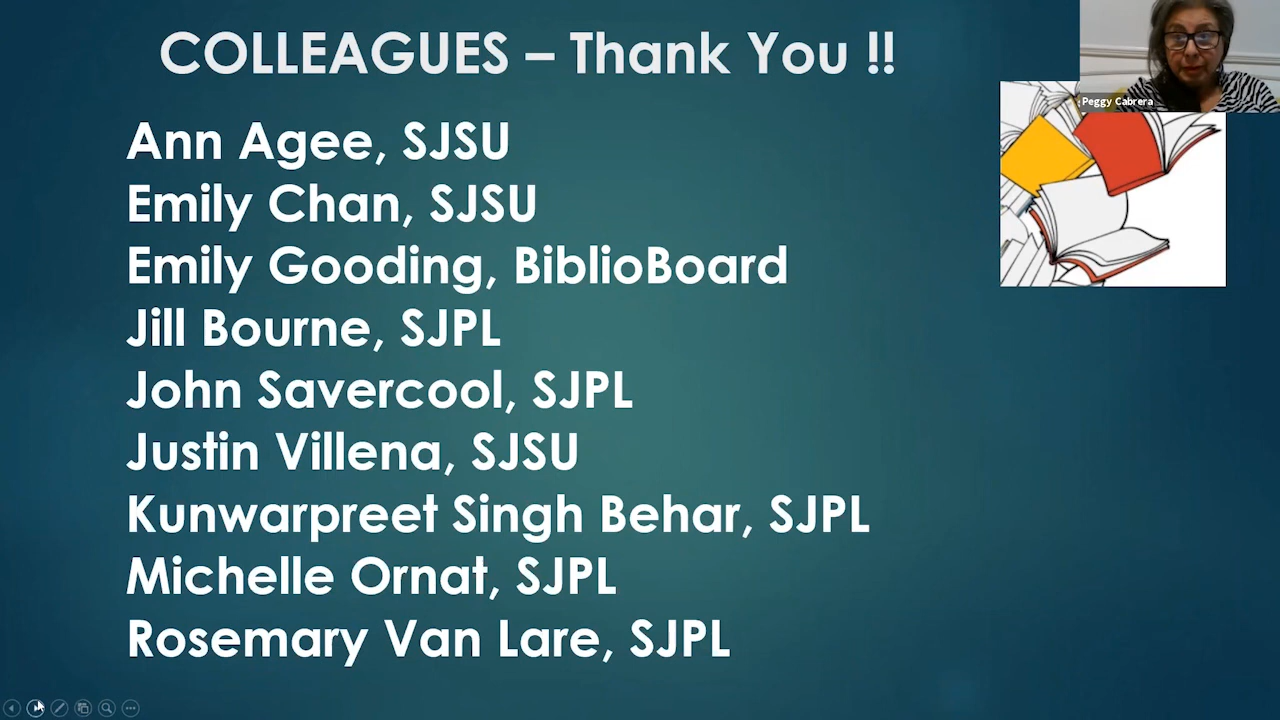 COLLEAGUES – Thank You !!
Peggy Cabrera
Ann Agee, SJSU
Emily Chan, SJSU
Emily Gooding, BiblioBoard
Jill Bourne, SJPL
John Savercool, SJPL
Justin Villena, SJSU
Kunwarpreet Singh Behar, SJPL
Michelle Ornat, SJPL
Rosemary Van Lare, SJPL